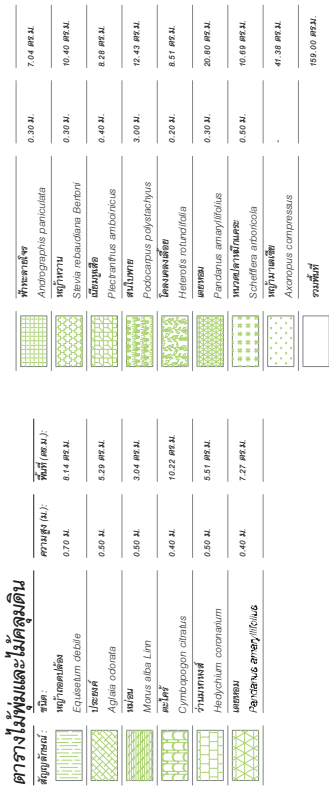 ตารางไม้พุ่มและไม้คลุมดิน
สัญญลักษณ์ : ชนิด : ความสูง (ม.): พื้นที่ (ตร.ม.):
หญ้าถอดปล้อง 0.70 ม. 8.14 ตร.ม.
Equisetum debile
ประยงค์ 0.50 ม. 5.29 ตร.ม.
Aglaia odorata
หม่อน 0.50 ม. 3.04 ตร.ม.
Morus alba Linn
ตะไคร้ 0.40 ม. 10.22 ตร.ม.
Cymbopogon citratus
ว่านมหาหงส์ 0.50 ม. 5.51 ตร.ม.
Hedychium coronarium
เตยหอม 0.40 ม. 7.27 ตร.ม.
Pandanus amaryllifolius
ฟ้าทะลายโจร 0.30 ม. 7.04 ตร.ม.
Andrographis paniculata
หญ้าหวาน 0.30 ม. 10.40 ตร.ม.
Stevia rebaudiana Bertoni
เนียมหูเสือ 0.40 ม. 8.28 ตร.ม.
Plectranthus amboinicus
สนใบพาย 3.00 ม. 12.43 ตร.ม.
Podocarpus polystachyus
โคลงเคลงเลื้อย 0.20 ม. 8.51 ตร.ม.
Heterotis rotundifolia
เตยหอม 0.30 ม. 20.80 ตร.ม.
Pandanus amaryllifolius
หนวดปลาหมึกแคระ 0.50 ม. 10.69 ตร.ม.
Schefflera arboricola
หญ้ามาเลเซีย - 41.38 ตร.ม.
Axonopus compressus
รวมพื้นที่ 159.00 ตร.ม.